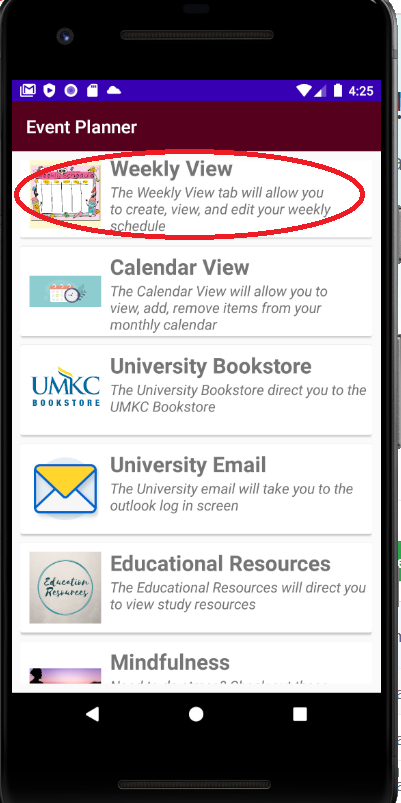 4:25
Event Planner
Weekly View
The Weekly View tab will allow you
to create, view, and edit your weekly
schedule
Calendar View
The Calendar View will allow you to
view, add, remove items from your
monthly calendar
UMKC
BOOKSTORE
University Bookstore
The University Bookstore direct you to the
UMKC Bookstore
University Email
The University email will take you to the
outlook log in screen
Education
Resources
Educational Resources
The Educational Resources will direct you
to view study resources
Mindfulness